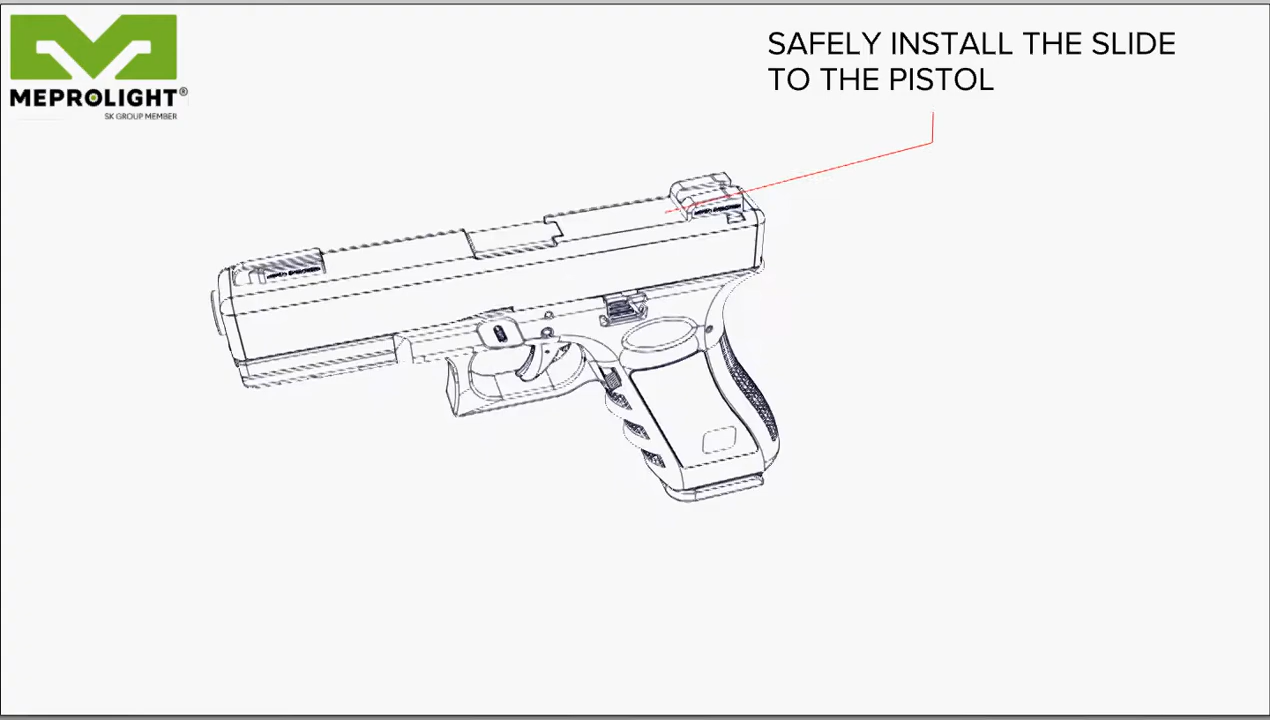 MEPROLIGHT®
SK GROUP MEMBER
SAFELY INSTALL THE SLIDE
TO THE PISTOL